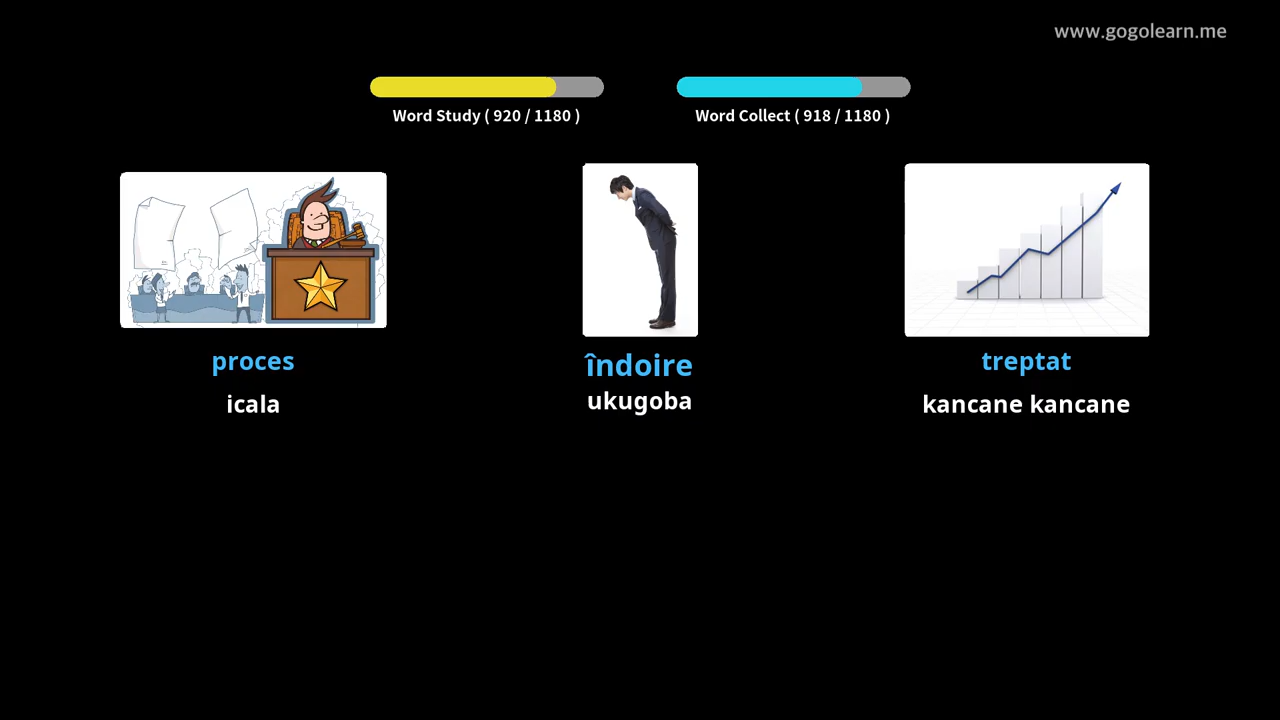 www.gogolearn.me
Word Study ( 920 / 1180 )
Word Collect ( 918 / 1180 )
proces
icala
îndoire
ukugoba
treptat
kancane kancane